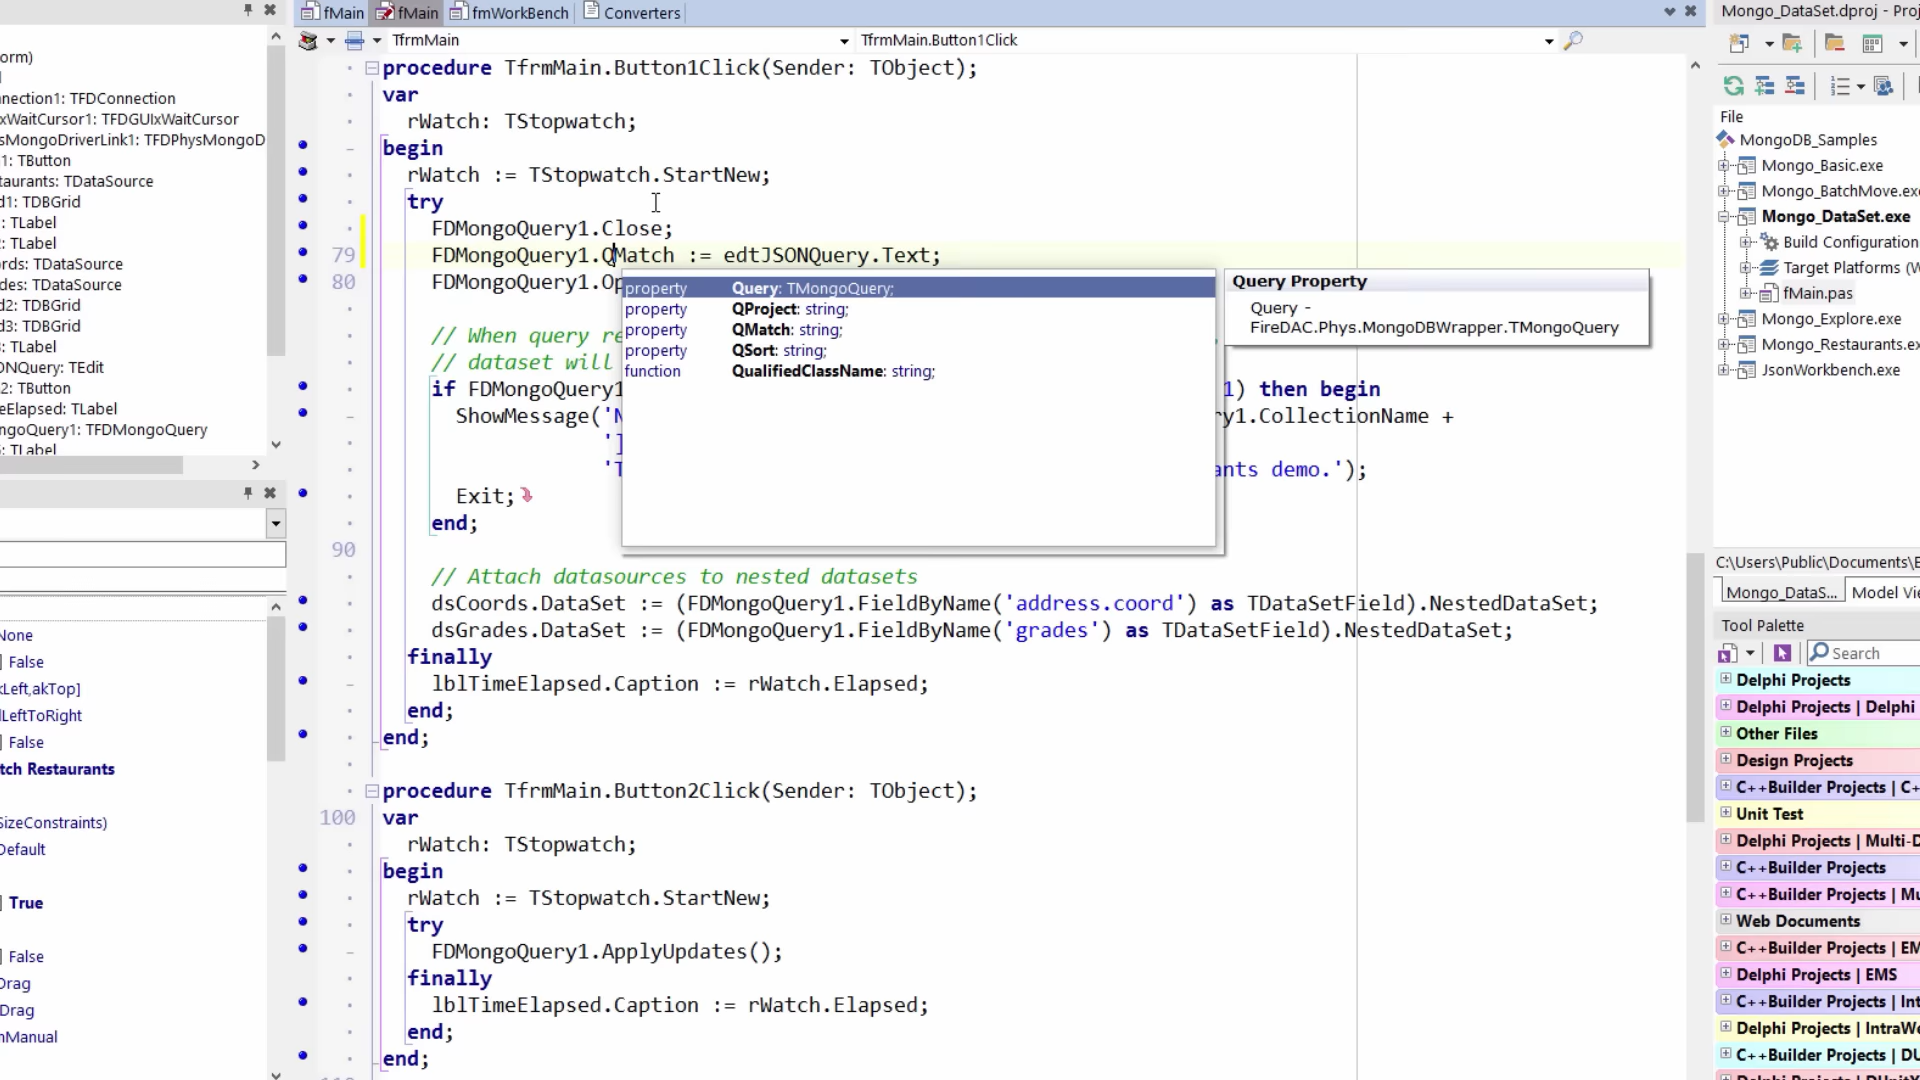 fMain
fMain
fmWorkBench
Converters
TfrmMain
TfrmMain.Button1Click
orm)
nection1: TFDConnection
xWaitCursor1: TFDGUIxWaitCursor
sMongoDriverLink1: TFDPhysMongoD
1: TButton
taurants: TDataSource
d1: TDBGrid
: TLabel
2: TLabel
rds: TDataSource
des: TDataSource
d2: TDBGrid
d3: TDBGrid
3: TLabel
ONQuery: TEdit
n2: TButton
eElapsed: TLabel
ngoQuery1: TFDMongoQuery
: TLabel
None
False
kLeft,akTop]
lLeftToRight
False
tch Restaurants
SizeConstraints)
Default
True
False
Drag
Drag
nManual
procedure TfrmMain.Button1Click(Sender: TObject);
var
rWatch: TStopwatch;
begin
rWatch := TStopwatch.StartNew;
try
FDMongoQuery1.Close;
79 FDMongoQuery1.QMatch := edtJSONQuery.Text;
80 FDMongoQuery1.Op
property Query: TMongoQuery;
property QProject: string;
property QMatch: string;
property QSort: string;
function QualifiedClassName: string;
Query Property
Query -
FireDAC.Phys.MongoDBWrapper.TMongoQuery
// When query re
// dataset will
if FDMongoQuery1 1) then begin
ShowMessage('N ry1.CollectionName +
']
'T ants demo.');
Exit;
end;
90
// Attach datasources to nested datasets
dsCoords.DataSet := (FDMongoQuery1.FieldByName('address.coord') as TDataSetField).NestedDataSet;
dsGrades.DataSet := (FDMongoQuery1.FieldByName('grades') as TDataSetField).NestedDataSet;
finally
lblTimeElapsed.Caption := rWatch.Elapsed;
end;
end;
procedure TfrmMain.Button2Click(Sender: TObject);
100 var
rWatch: TStopwatch;
begin
rWatch := TStopwatch.StartNew;
try
FDMongoQuery1.ApplyUpdates();
finally
lblTimeElapsed.Caption := rWatch.Elapsed;
end;
end;
Mongo_DataSet.dproj - Proj
File
MongoDB_Samples
Mongo_Basic.exe
Mongo_BatchMove.exe
Mongo_DataSet.exe
Build Configuration
Target Platforms (W
fMain.pas
Mongo_Explore.exe
Mongo_Restaurants.ex
JsonWorkbench.exe
C:\Users\Public\Documents\E
Mongo_DataS...
Model Vie
Tool Palette
Search
Delphi Projects
Delphi Projects | Delphi
Other Files
Design Projects
C++Builder Projects | C+
Unit Test
Delphi Projects | Multi-D
C++Builder Projects
C++Builder Projects | Mu
Web Documents
C++Builder Projects | EM
Delphi Projects | EMS
C++Builder Projects | Int
Delphi Projects | IntraWe
C++Builder Projects | DU